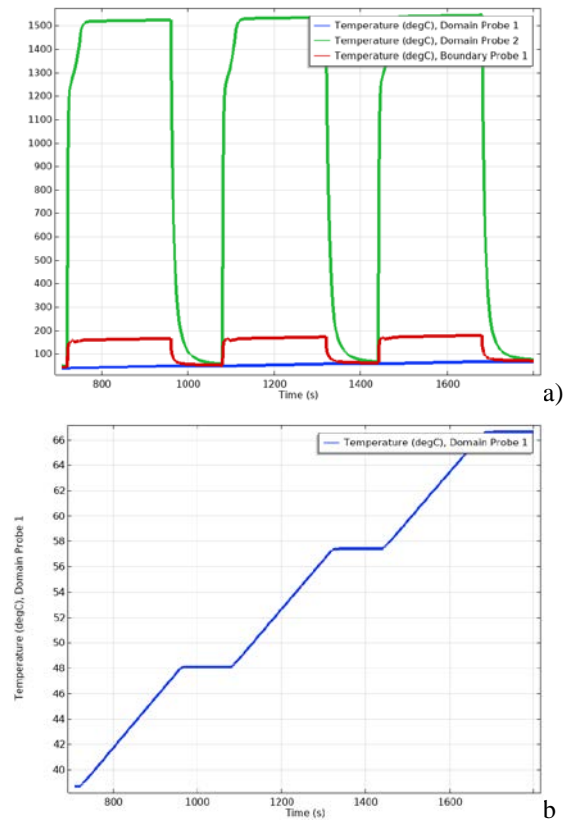 1500
1400
1300
1200
1100
1000
900
800
700
600
500
400
300
200
100
Temperature (degC), Domain Probe 1
Temperature (degC), Domain Probe 2
Temperature (degC), Boundary Probe 1
800 1000 1200 1400 1600
Time (s)
a)
66
64
62
60
58
56
54
52
50
48
46
44
42
40
Temperature (degC), Domain Probe 1
Temperature (degC), Domain Probe 1
800 1000 1200 1400 1600
Time (s)
b